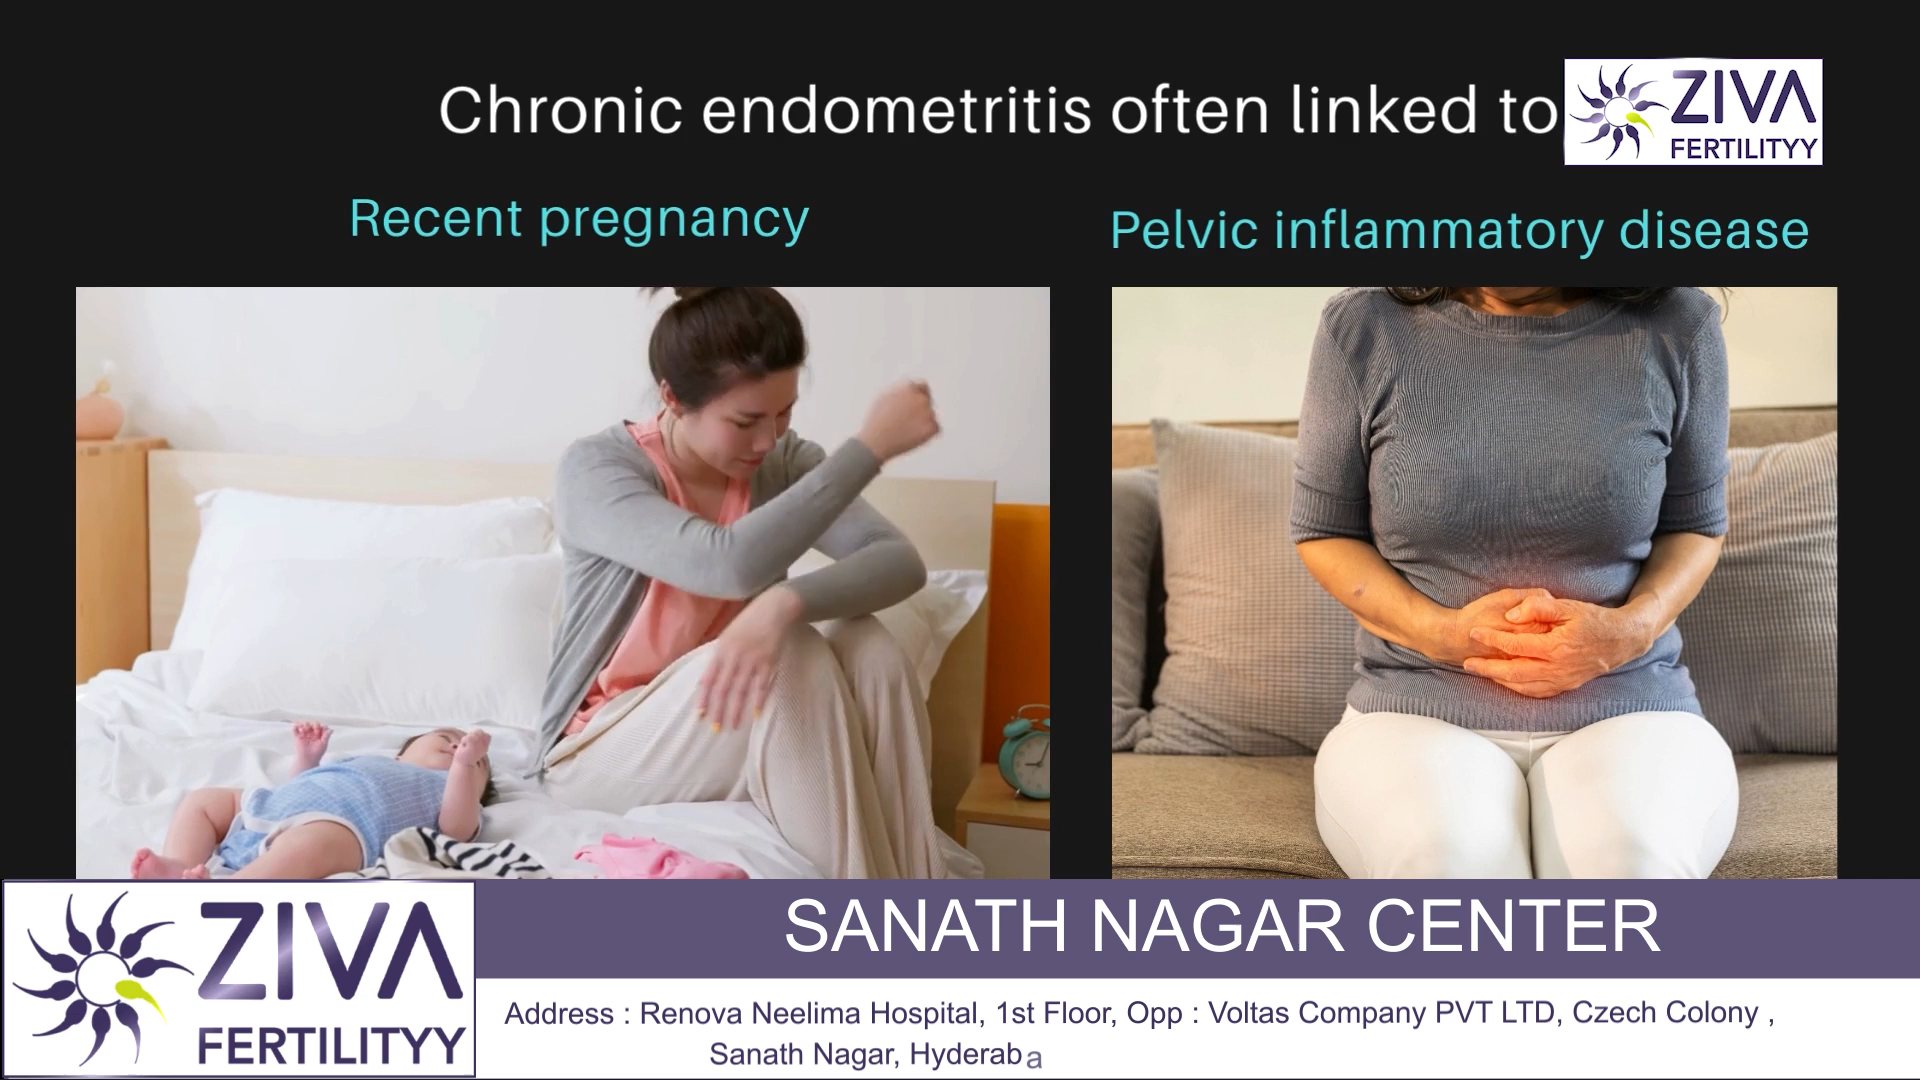 Chronic endometritis often linked to
ZIVA
FERTILITYY
Recent pregnancy
Pelvic inflammatory disease
ZIVA
FERTILITYY
SANATH NAGAR CENTER
Address : Renova Neelima Hospital, 1st Floor, Opp : Voltas Company PVT LTD, Czech Colony ,
Sanath Nagar, Hyderaba